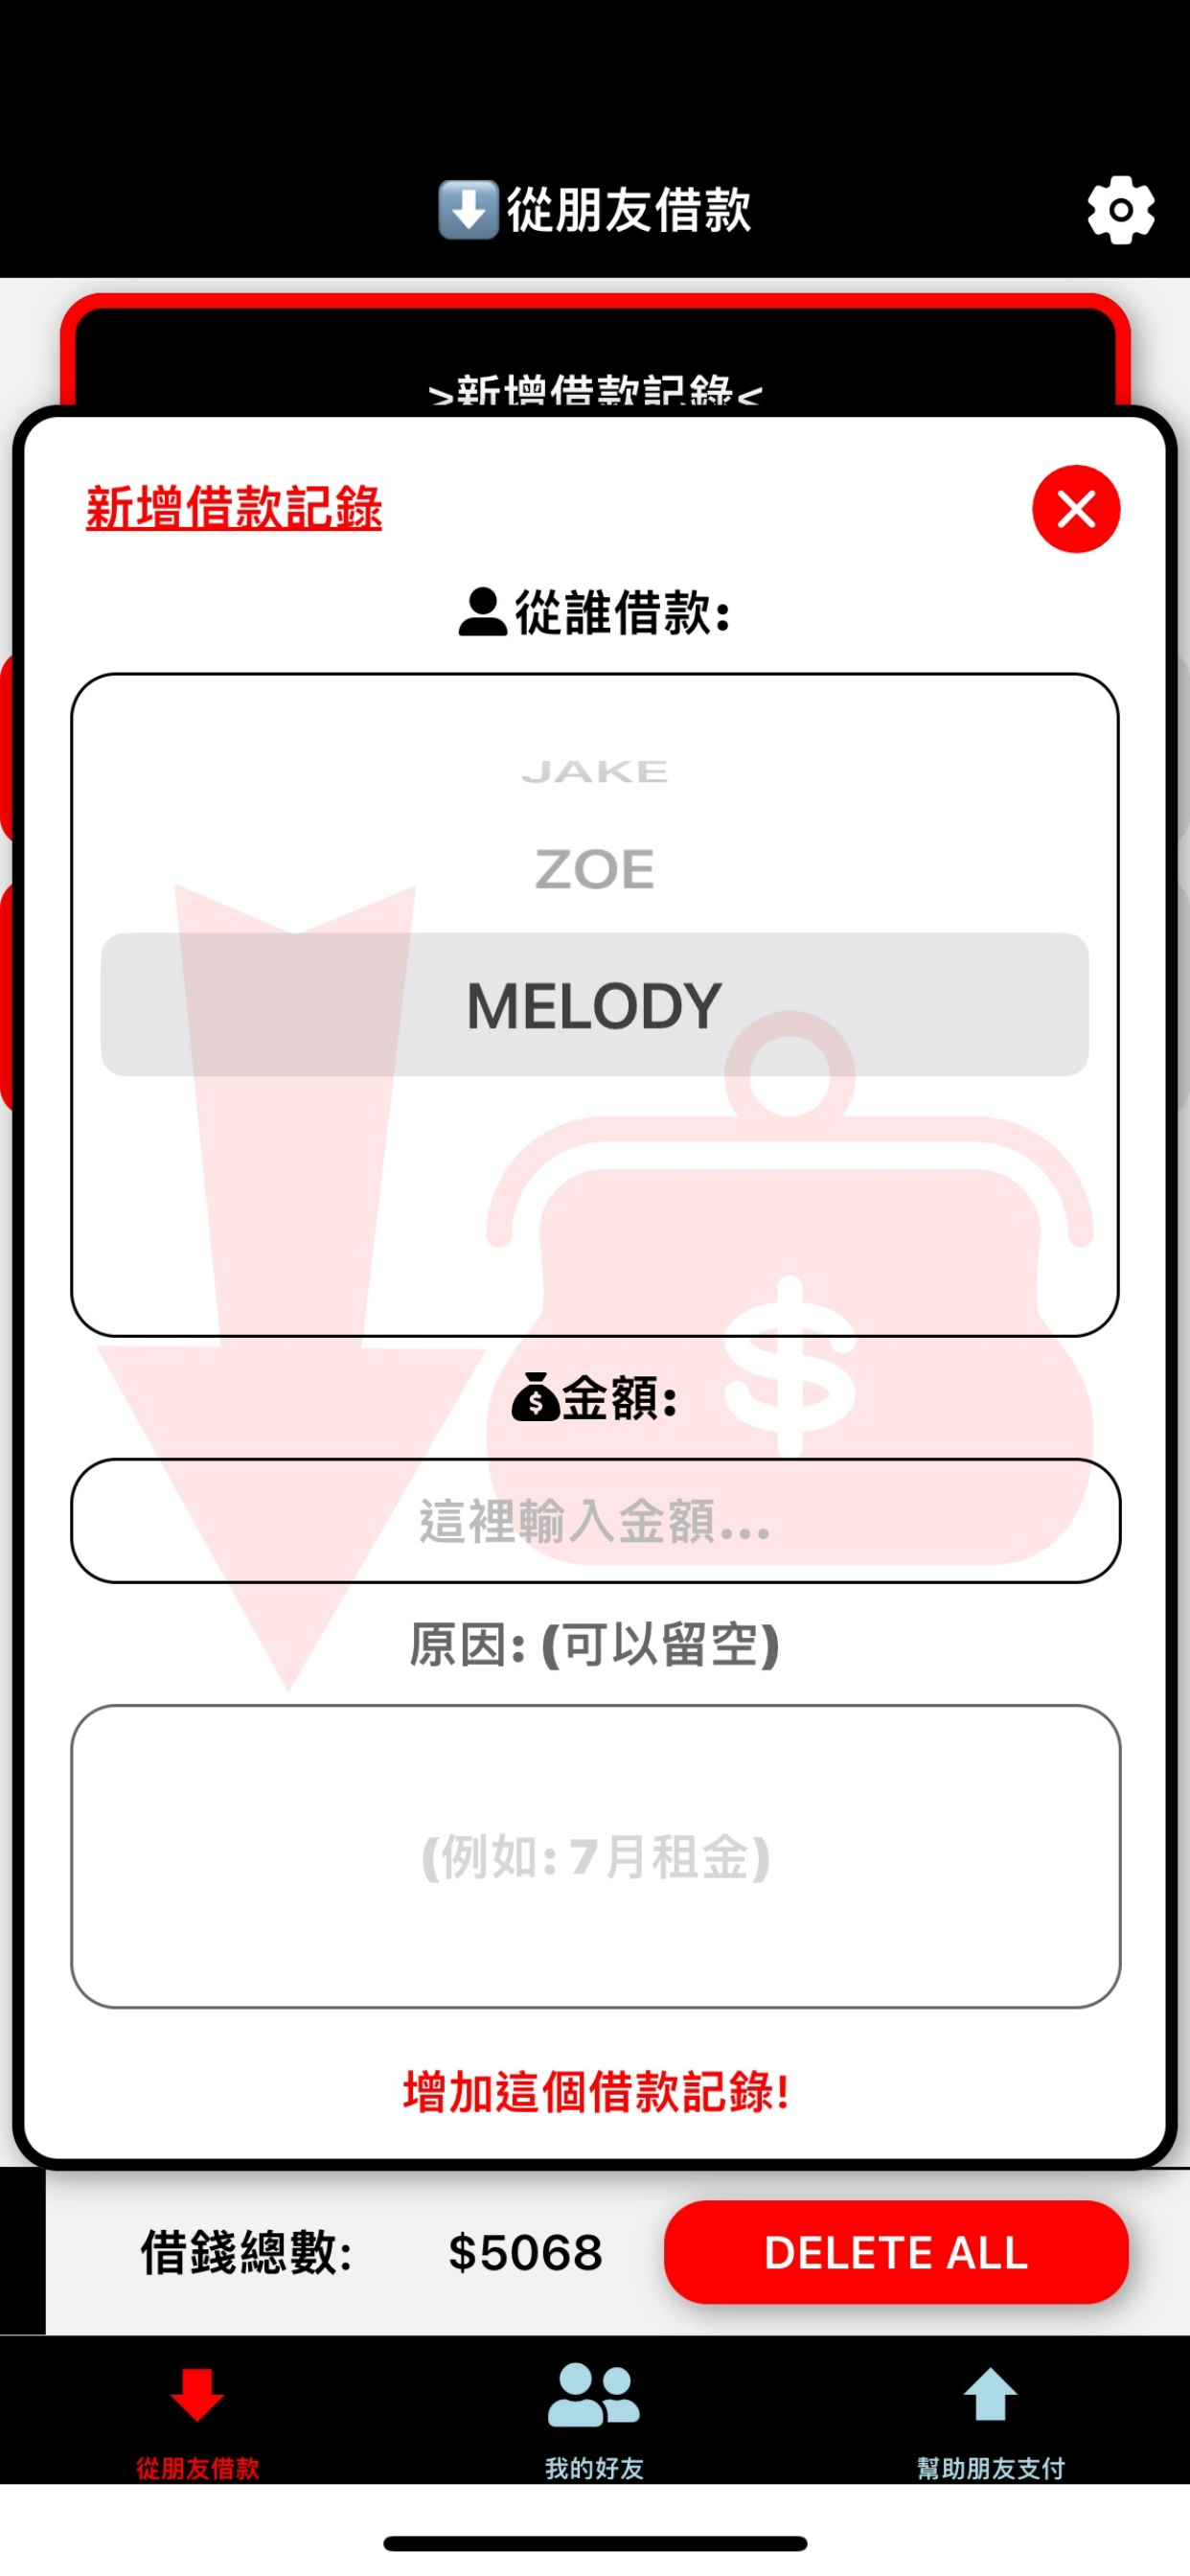 從朋友借款
>新增借款記錄<
新增借款記錄
從誰借款:
JAKE
ZOE
MELODY
$
$金額:
這裡輸入金額...
原因: (可以留空)
(例如: 7月租金)
增加這個借款記錄!
借錢總數: $5068 DELETE ALL
從朋友借款 我的好友 幫助朋友支付